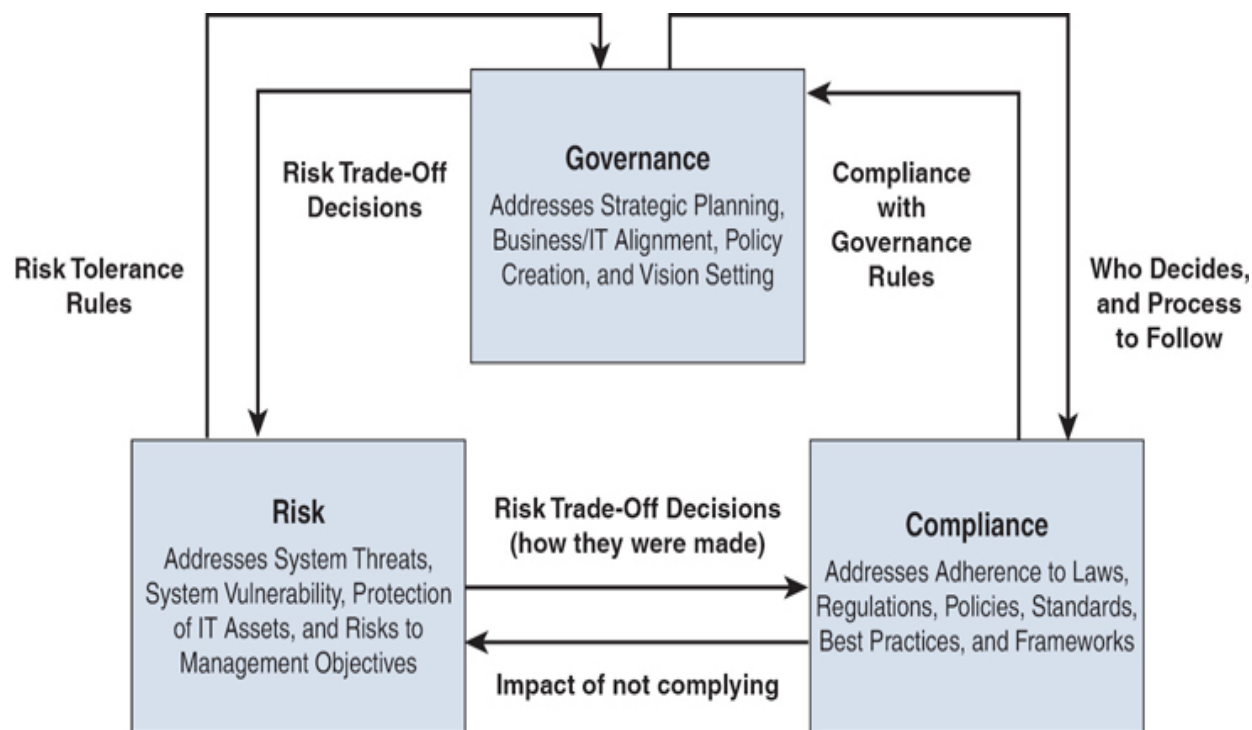 Governance
Addresses Strategic Planning,
Business/IT Alignment, Policy
Creation, and Vision Setting
Risk Trade-Off
Decisions
Risk Tolerance
Rules
Compliance
with
Governance
Rules
Who Decides,
and Process
to Follow
Risk
Addresses System Threats,
System Vulnerability, Protection
of IT Assets, and Risks to
Management Objectives
Risk Trade-Off Decisions
(how they were made)
Impact of not complying
Compliance
Addresses Adherence to Laws,
Regulations, Policies, Standards,
Best Practices, and Frameworks